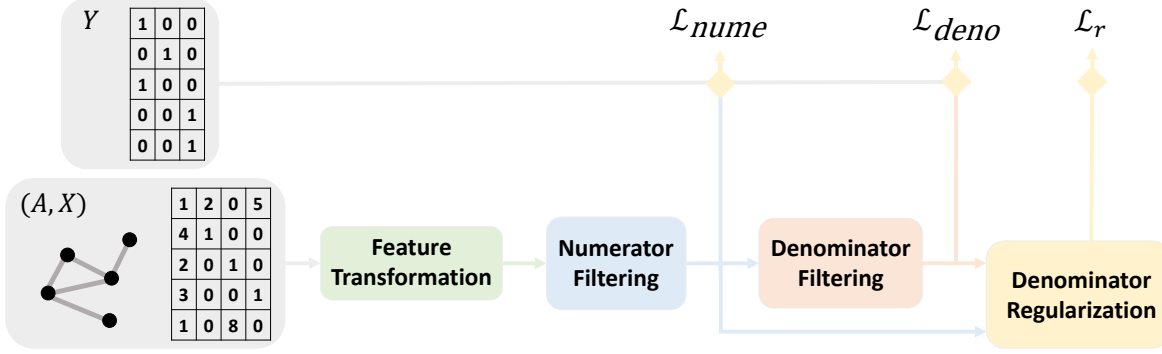 Y
1 0 0
0 1 0
1 0 0
0 0 1
0 0 1
ℒnume
ℒdeno
ℒr
(A, X)
1 2 0 5
4 1 0 0
2 0 1 0
3 0 0 1
1 0 8 0
Feature
Transformation
Numerator
Filtering
Denominator
Filtering
Denominator
Regularization